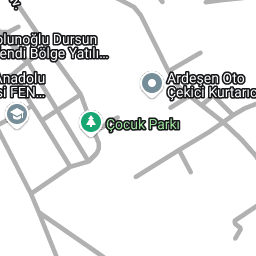 olunoğlu Dursun
endi Bölge Yatılı...
Anadolu
si FEN...
Ardeşen Oto
Çekici Kurtarıc
Çocuk Parkı